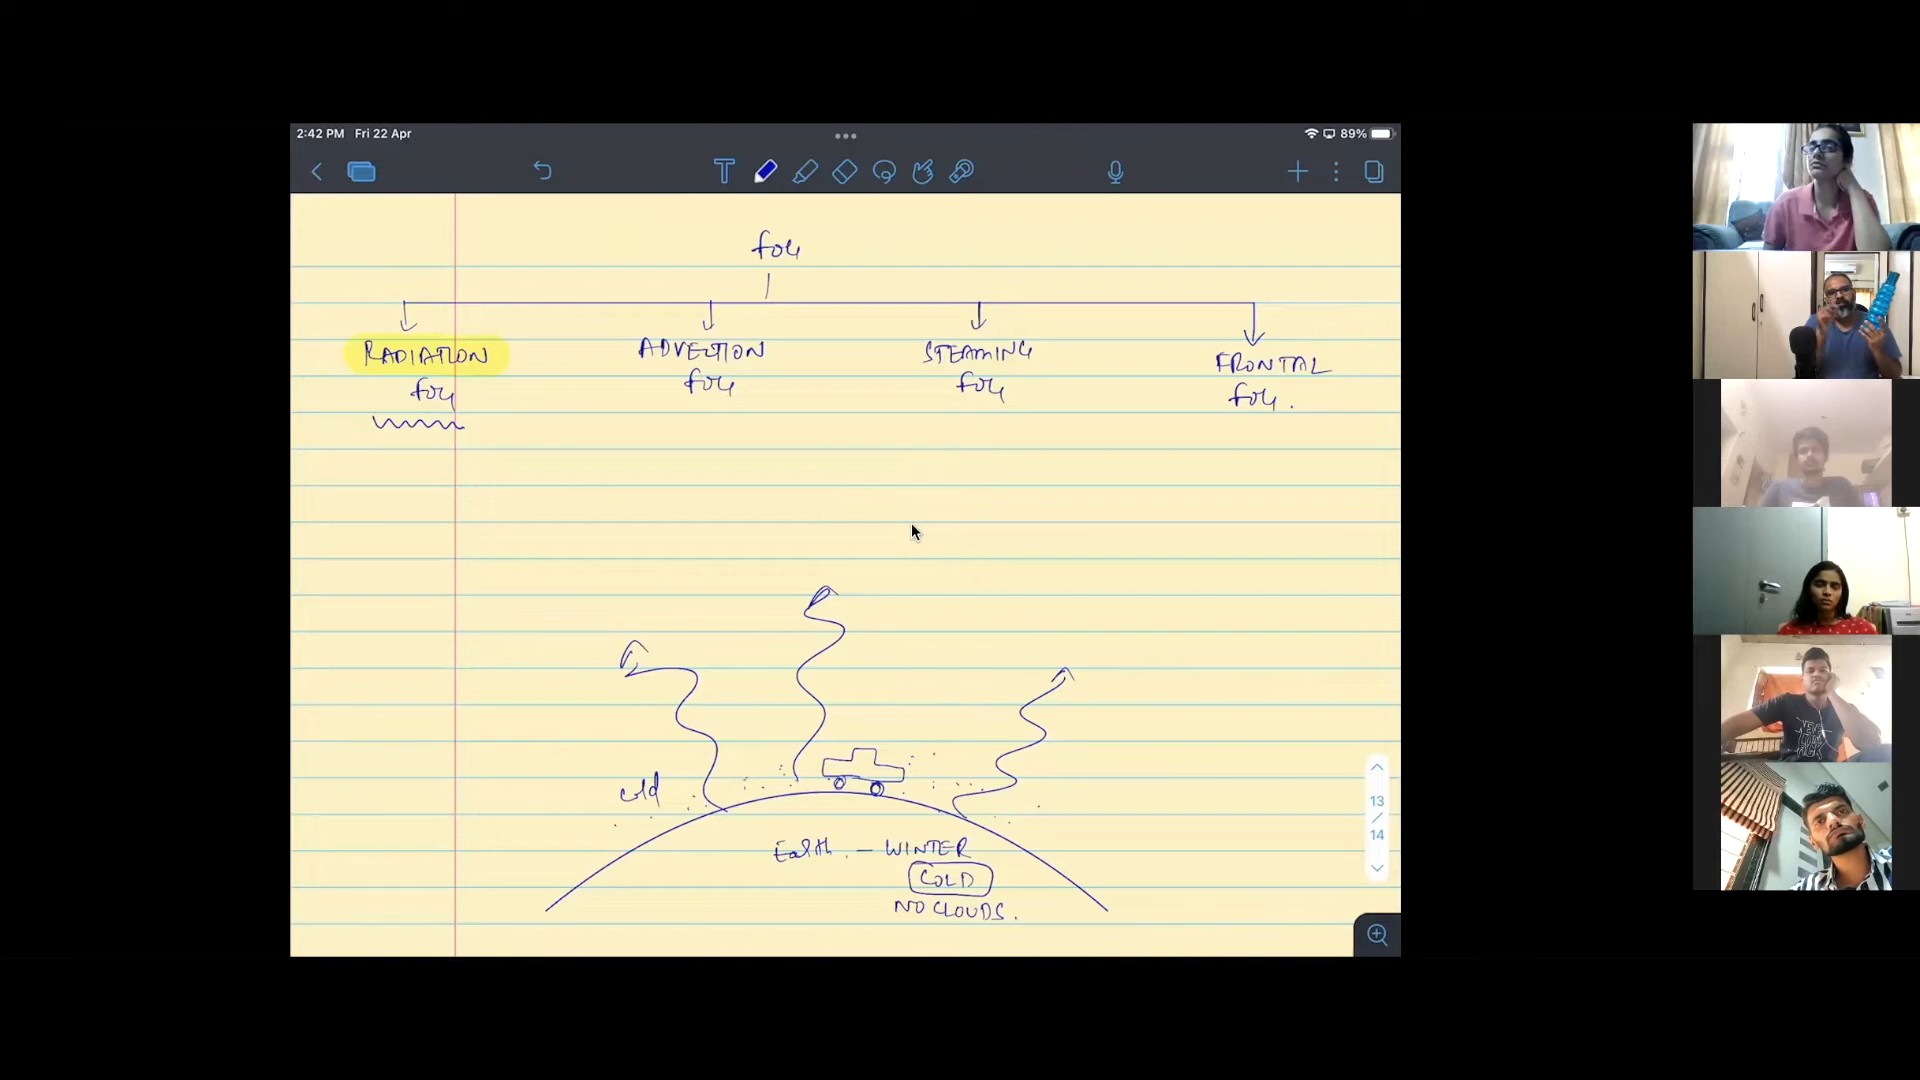 2:42 PM Fri 22 Apr
89%
T
fog
RADIATION
fog
ADVECTION
fog
STEAMING
fog
FRONTAL
fog.
cold
Earth. - WINTER
COLD
NO CLOUDS.
13
/
14